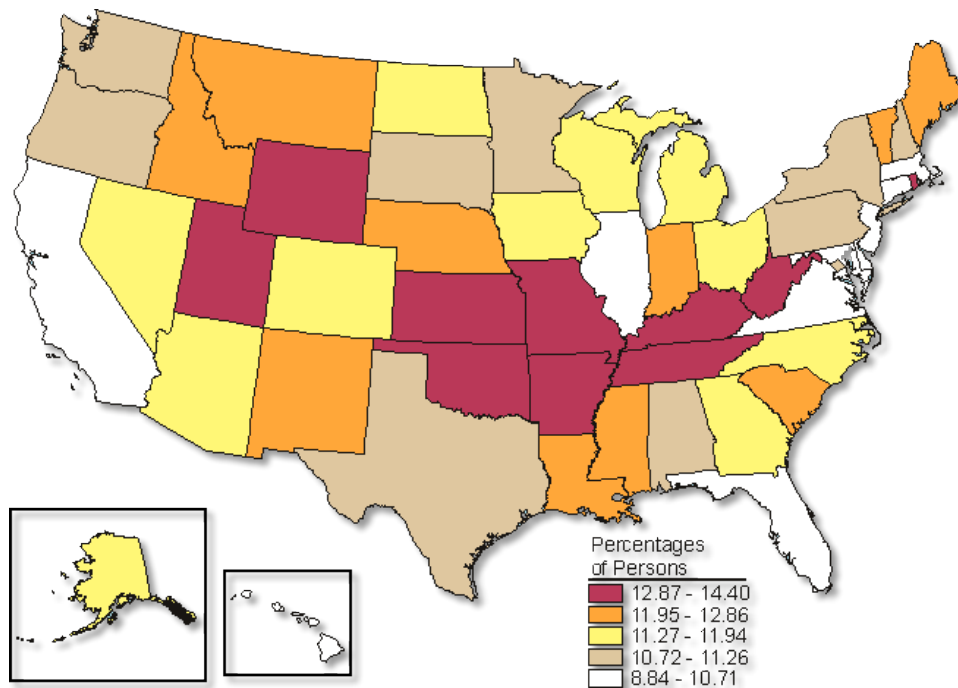 Percentages
of Persons
12.87 - 14.40
11.95 - 12.86
11.27 - 11.94
10.72 - 11.26
8.84 - 10.71